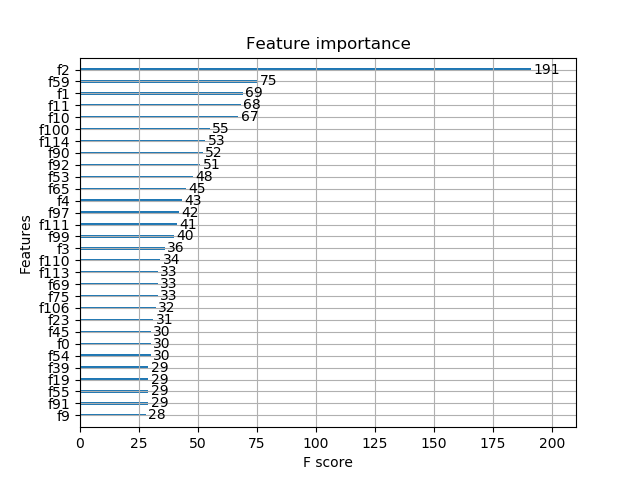 Feature importance
f2 191
f59 75
f1 69
f11 68
f10 67
f100 55
f114 53
f90 52
f92 51
f53 48
f65 45
f4 43
f97 42
f111 41
f99 40
f3 36
f110 34
f113 33
f69 33
f75 33
f106 32
f23 31
f45 30
f0 30
f54 30
f39 29
f19 29
f55 29
f91 29
f9 28
Features
0 25 50 75 100 125 150 175 200
F score